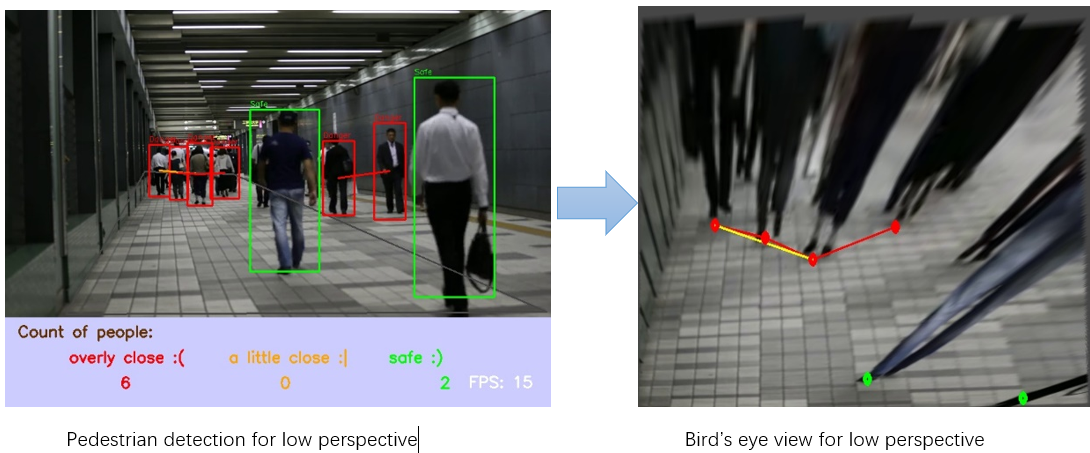 Safe
Safe
Count of people:
overly close :( a little close :| safe :)
6 0 2 FPS: 15
Pedestrian detection for low perspective
Bird's eye view for low perspective